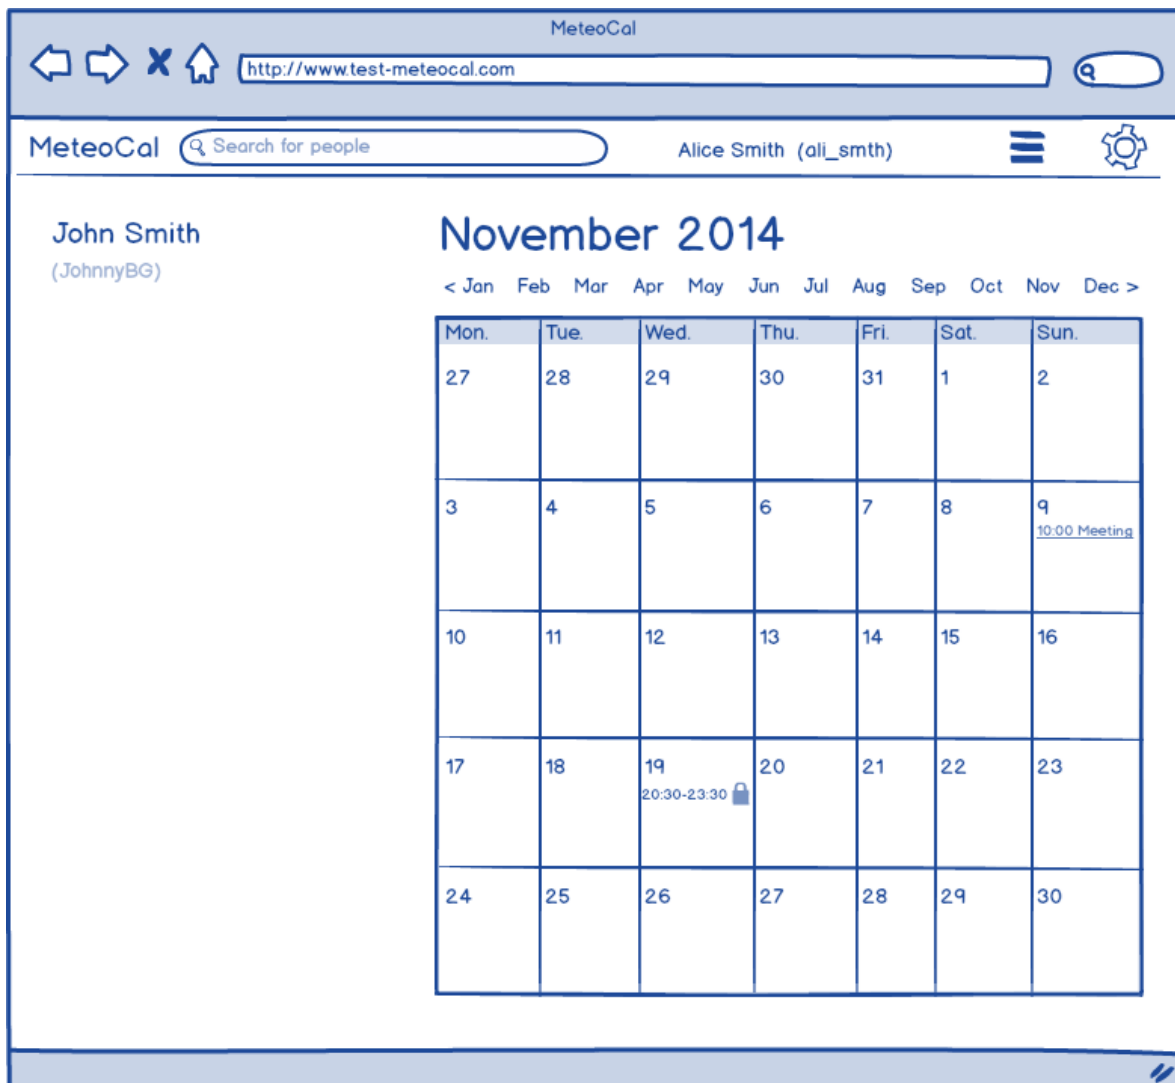 MeteoCal
http://www.test-meteocal.com
MeteoCal Search for people Alice Smith (ali_smth)
John Smith
(JohnnyBG)
November 2014
< Jan Feb Mar Apr May Jun Jul Aug Sep Oct Nov Dec >
Mon. Tue. Wed. Thu. Fri. Sat. Sun.
27 28 29 30 31 1 2
3 4 5 6 7 8 9
10:00 Meeting
10 11 12 13 14 15 16
17 18 19 20 21 22 23
20:30-23:30
24 25 26 27 28 29 30